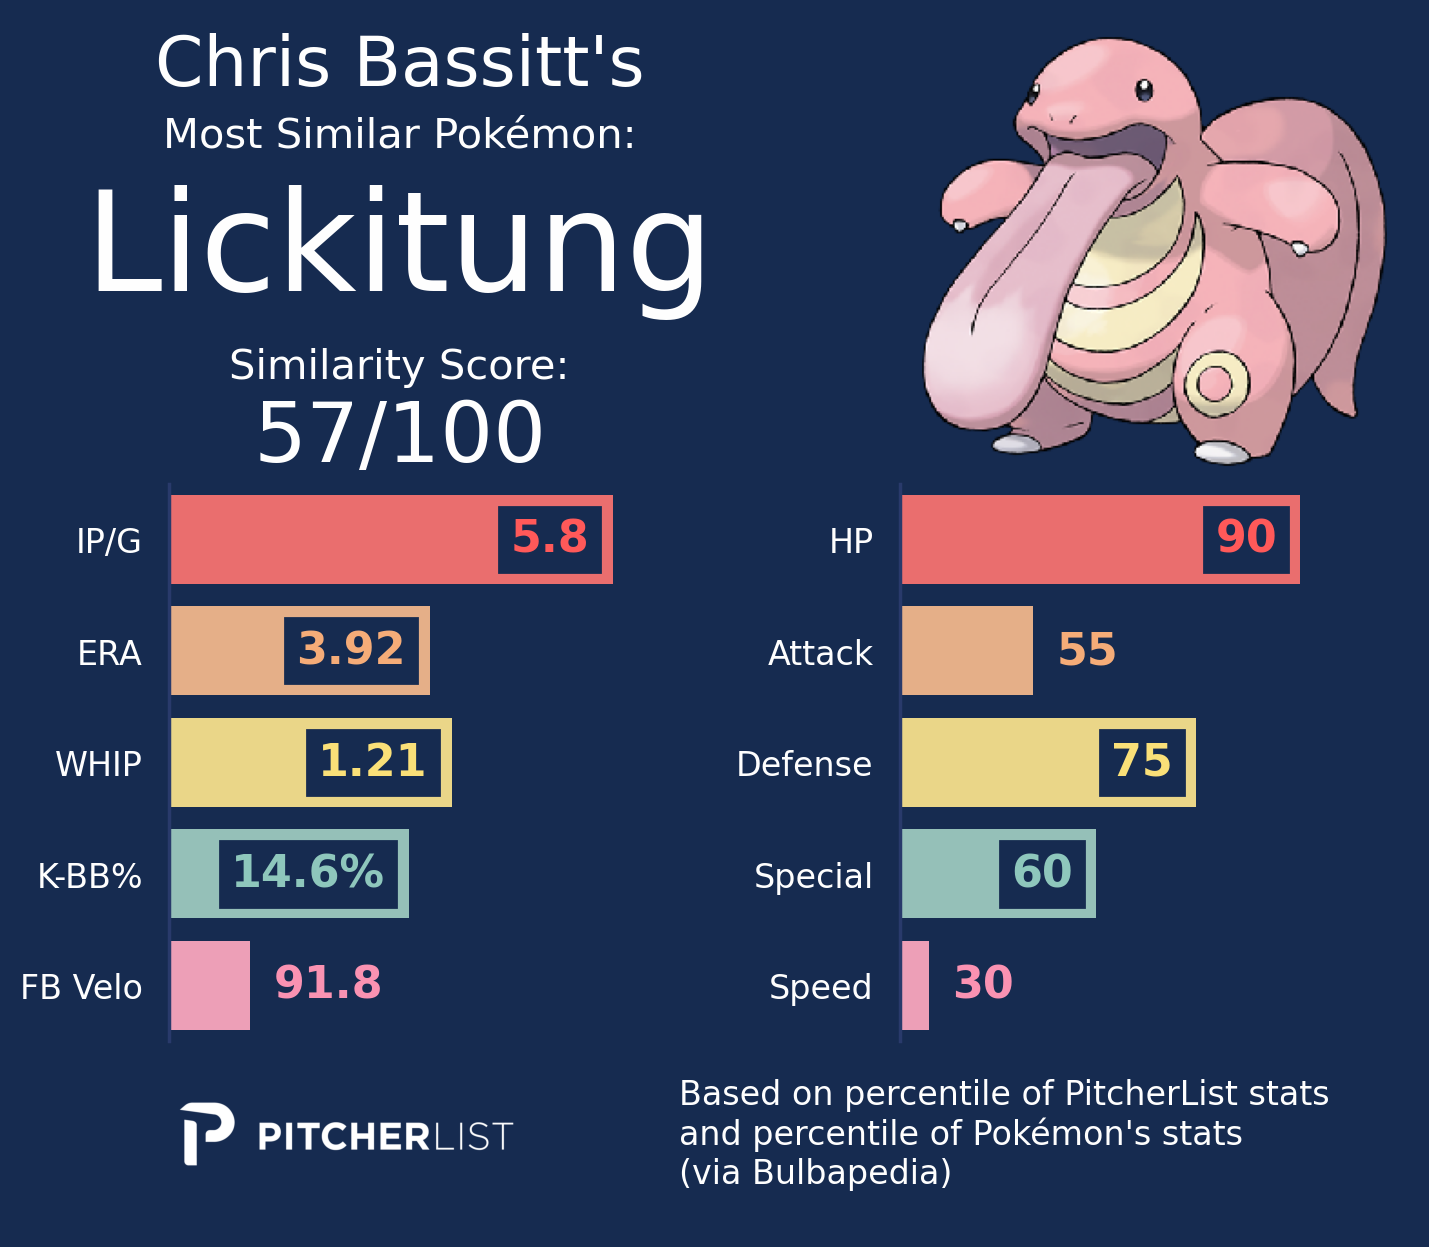 Chris Bassitt's
Most Similar Pokémon:
Lickitung
Similarity Score:
57/100
IP/G 5.8
ERA 3.92
WHIP 1.21
K-BB% 14.6%
FB Velo 91.8
HP 90
Attack 55
Defense 75
Special 60
Speed 30
PITCHERLIST
Based on percentile of PitcherList stats
and percentile of Pokémon's stats
(via Bulbapedia)